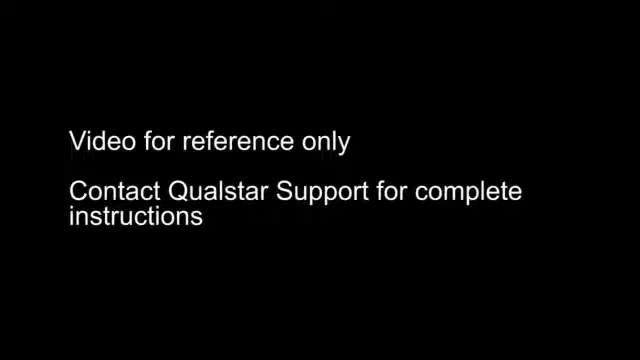 Video for reference only
Contact Qualstar Support for complete
instructions